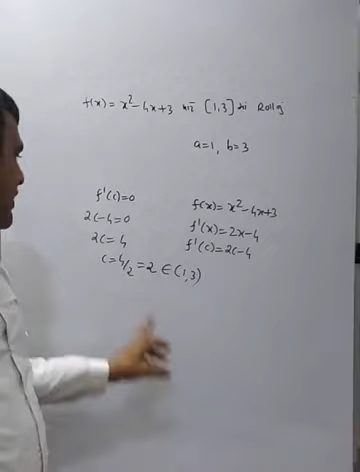 f(x) = x² - 4x + 3 [1,3] Rolle's
a=1, b=3
f'(c)=0
2c-4=0
2c=4
c=4/2=2 ∈ (1,3)
f(x) = x²-4x+3
f'(x) = 2x-4
f'(c) = 2c-4